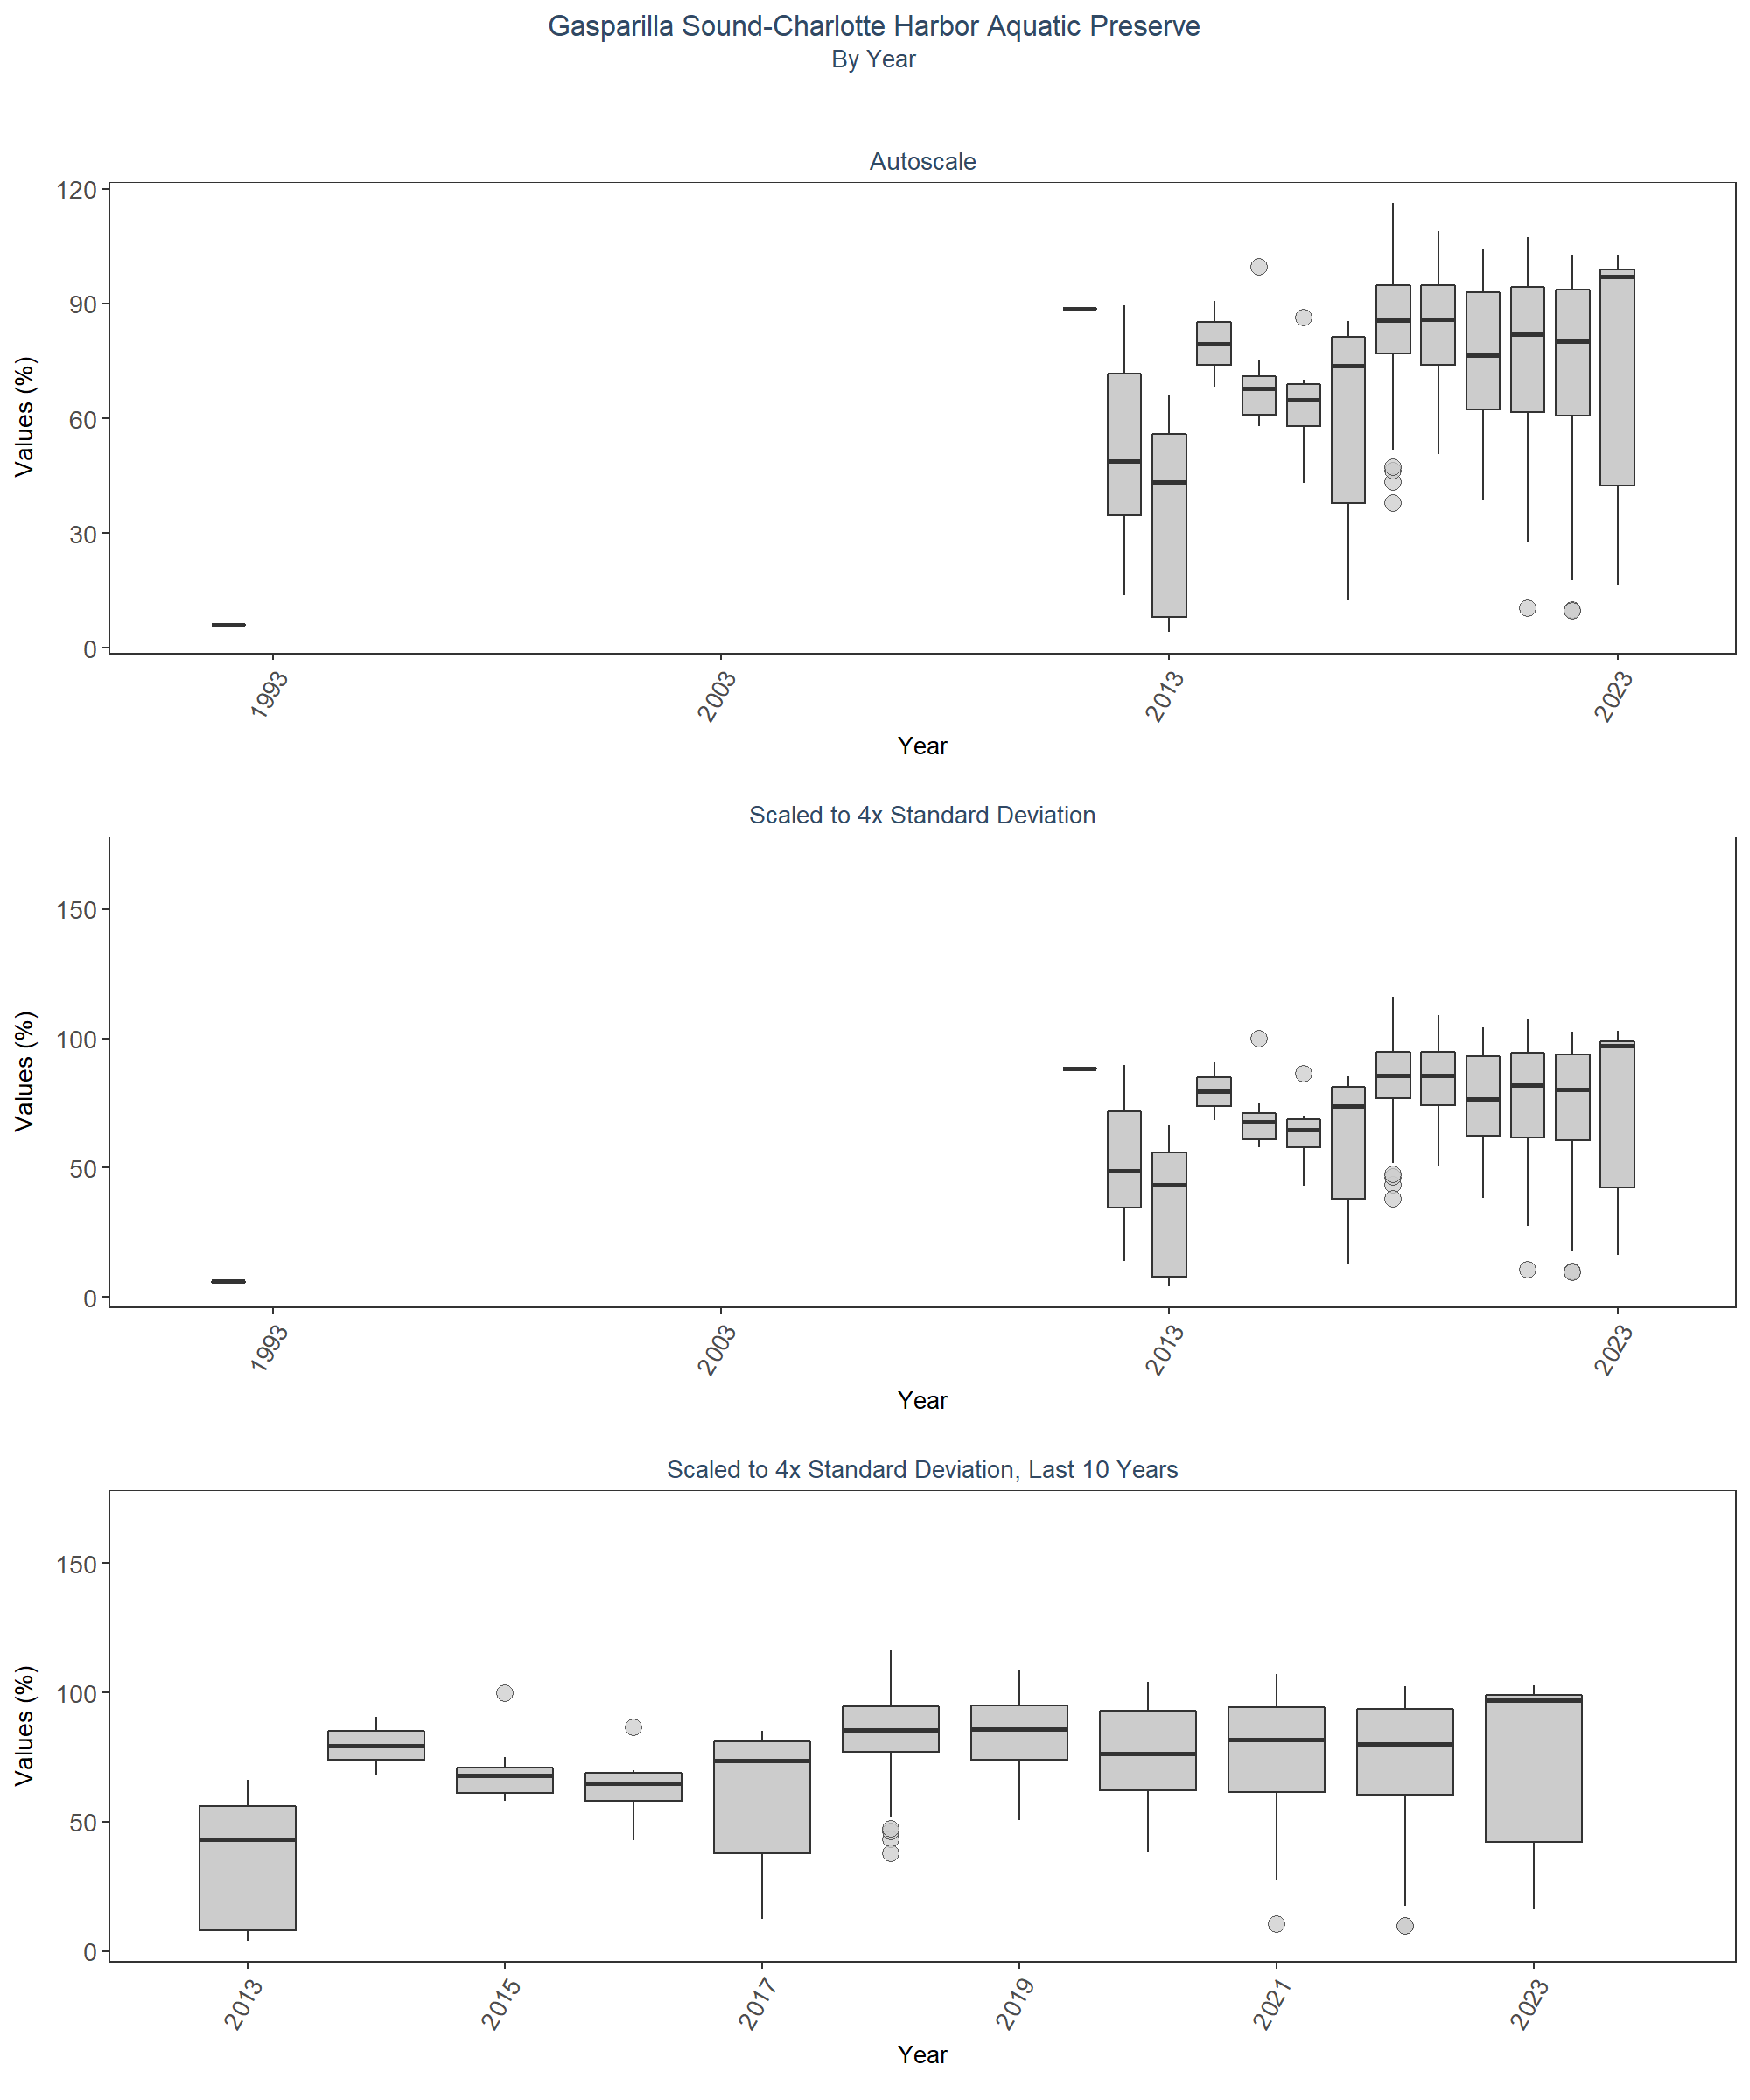 Gasparilla Sound-Charlotte Harbor Aquatic Preserve
By Year
Autoscale
120
90
60
30
0
Values (%)
1993
2003
2013
2023
Year
Scaled to 4x Standard Deviation
150
100
50
0
Values (%)
1993
2003
2013
2023
Year
Scaled to 4x Standard Deviation, Last 10 Years
150
100
50
0
Values (%)
2013
2015
2017
2019
2021
2023
Year